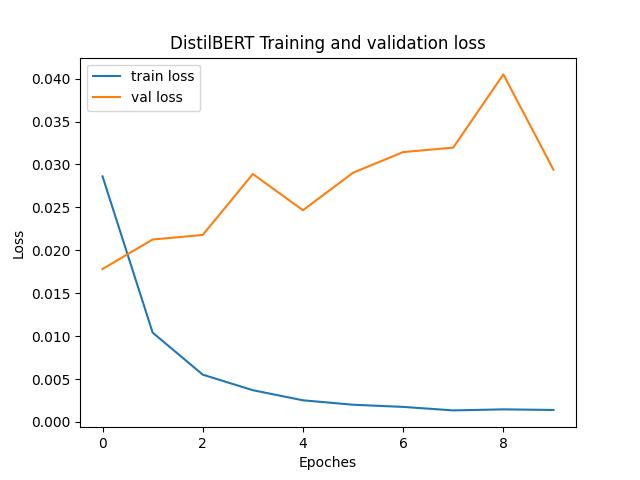 DistilBERT Training and validation loss
train loss
val loss
0.040
0.035
0.030
0.025
0.020
0.015
0.010
0.005
0.000
Loss
0 2 4 6 8
Epoches